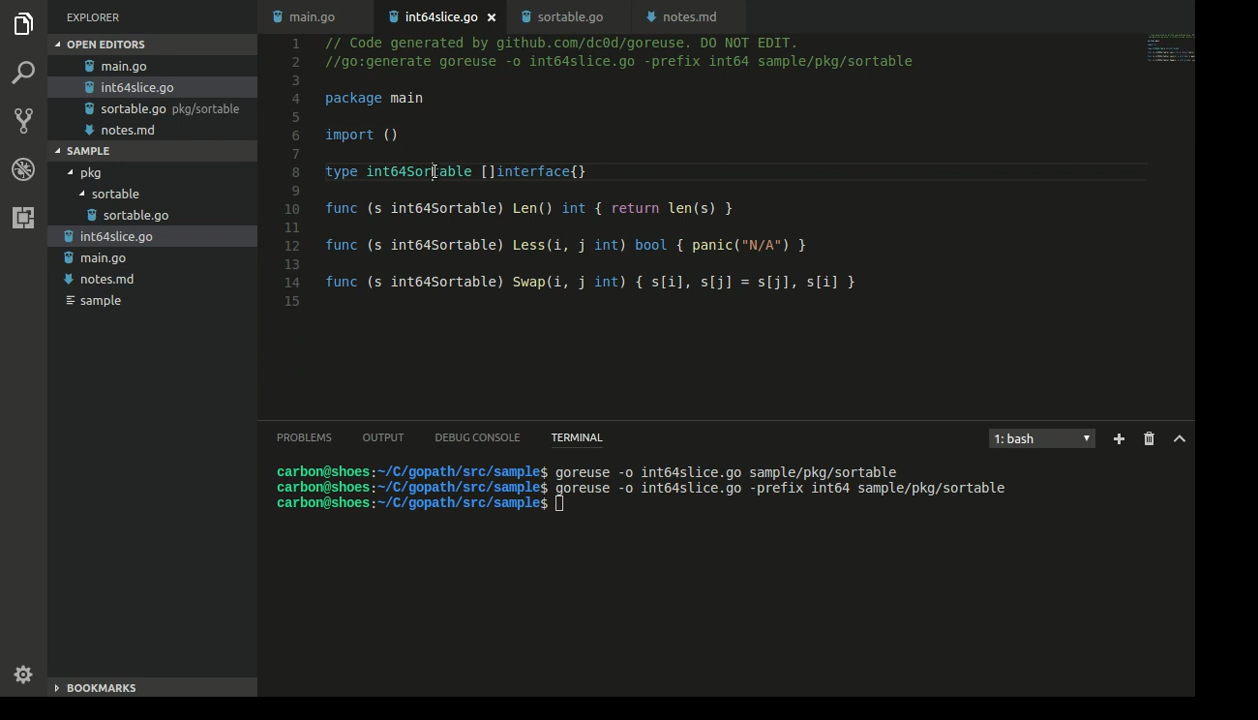 EXPLORER
OPEN EDITORS
main.go
int64slice.go
sortable.go pkg/sortable
notes.md
SAMPLE
pkg
sortable
sortable.go
int64slice.go
main.go
notes.md
sample
BOOKMARKS
main.go int64slice.go × sortable.go notes.md
1 // Code generated by github.com/dc0d/goreuse. DO NOT EDIT.
2 //go:generate goreuse -o int64slice.go -prefix int64 sample/pkg/sortable
3
4 package main
5
6 import ()
7
8 type int64Sortable []interface{}
9
10 func (s int64Sortable) Len() int { return len(s) }
11
12 func (s int64Sortable) Less(i, j int) bool { panic("N/A") }
13
14 func (s int64Sortable) Swap(i, j int) { s[i], s[j] = s[j], s[i] }
15
PROBLEMS OUTPUT DEBUG CONSOLE TERMINAL 1: bash
carbon@shoes:~/C/gopath/src/sample$ goreuse -o int64slice.go sample/pkg/sortable
carbon@shoes:~/C/gopath/src/sample$ goreuse -o int64slice.go -prefix int64 sample/pkg/sortable
carbon@shoes:~/C/gopath/src/sample$